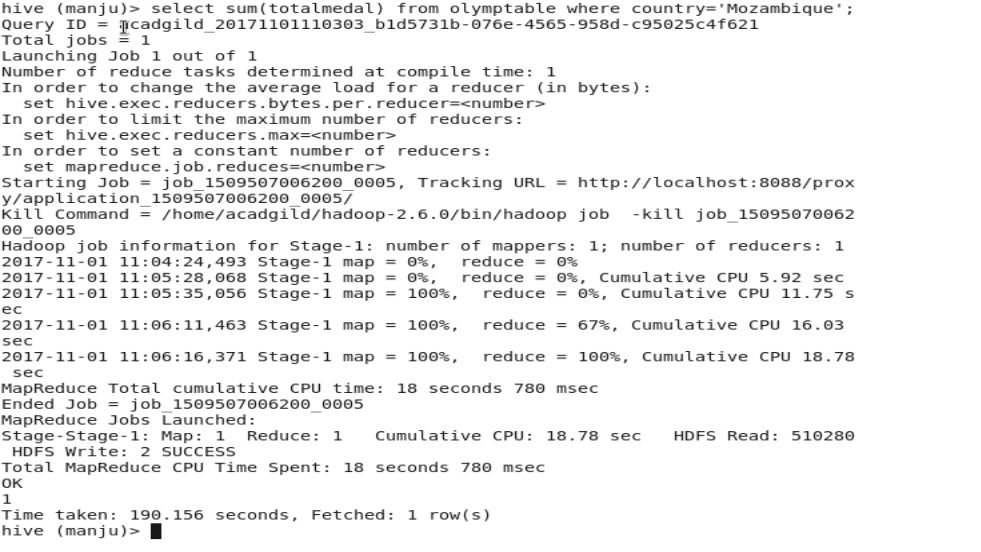 hive (manju)> select sum(totalmedal) from olymptable where country='Mozambique';
Query ID = acadgild_20171101110303_b1d5731b-076e-4565-958d-c95025c4f621
Total jobs = 1
Launching Job 1 out of 1
Number of reduce tasks determined at compile time: 1
In order to change the average load for a reducer (in bytes):
  set hive.exec.reducers.bytes.per.reducer=<number>
In order to limit the maximum number of reducers:
  set hive.exec.reducers.max=<number>
In order to set a constant number of reducers:
  set mapreduce.job.reduces=<number>
Starting Job = job_1509507006200_0005, Tracking URL = http://localhost:8088/prox
y/application_1509507006200_0005/
Kill Command = /home/acadgild/hadoop-2.6.0/bin/hadoop job  -kill job_15095070062
00_0005
Hadoop job information for Stage-1: number of mappers: 1; number of reducers: 1
2017-11-01 11:04:24,493 Stage-1 map = 0%,  reduce = 0%
2017-11-01 11:05:28,068 Stage-1 map = 0%,  reduce = 0%, Cumulative CPU 5.92 sec
2017-11-01 11:05:35,056 Stage-1 map = 100%,  reduce = 0%, Cumulative CPU 11.75 s
ec
2017-11-01 11:06:11,463 Stage-1 map = 100%,  reduce = 67%, Cumulative CPU 16.03
sec
2017-11-01 11:06:16,371 Stage-1 map = 100%,  reduce = 100%, Cumulative CPU 18.78
 sec
MapReduce Total cumulative CPU time: 18 seconds 780 msec
Ended Job = job_1509507006200_0005
MapReduce Jobs Launched:
Stage-Stage-1: Map: 1  Reduce: 1   Cumulative CPU: 18.78 sec   HDFS Read: 510280
 HDFS Write: 2 SUCCESS
Total MapReduce CPU Time Spent: 18 seconds 780 msec
OK
1
Time taken: 190.156 seconds, Fetched: 1 row(s)
hive (manju)>